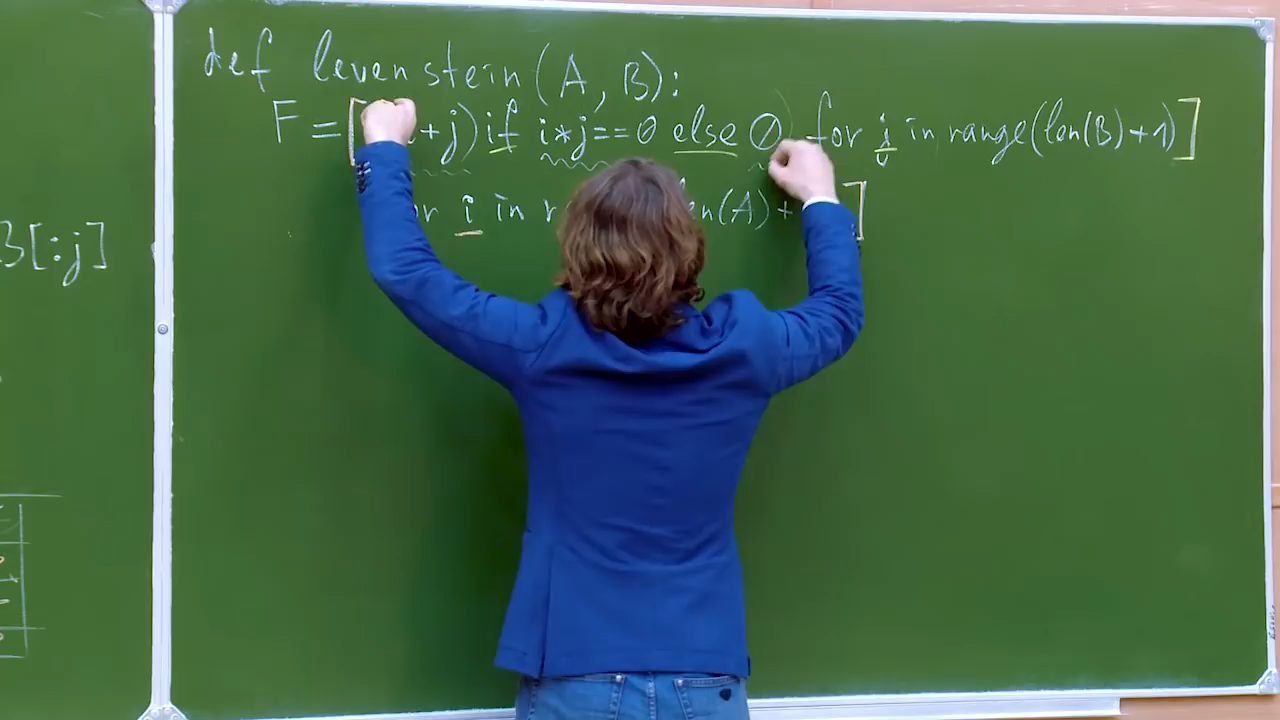 def levenstein(A, B):
F = [ + j) if i*j==0 else 0) for j in range(len(B)+1)]
i in (A)+ ]
B[:j]